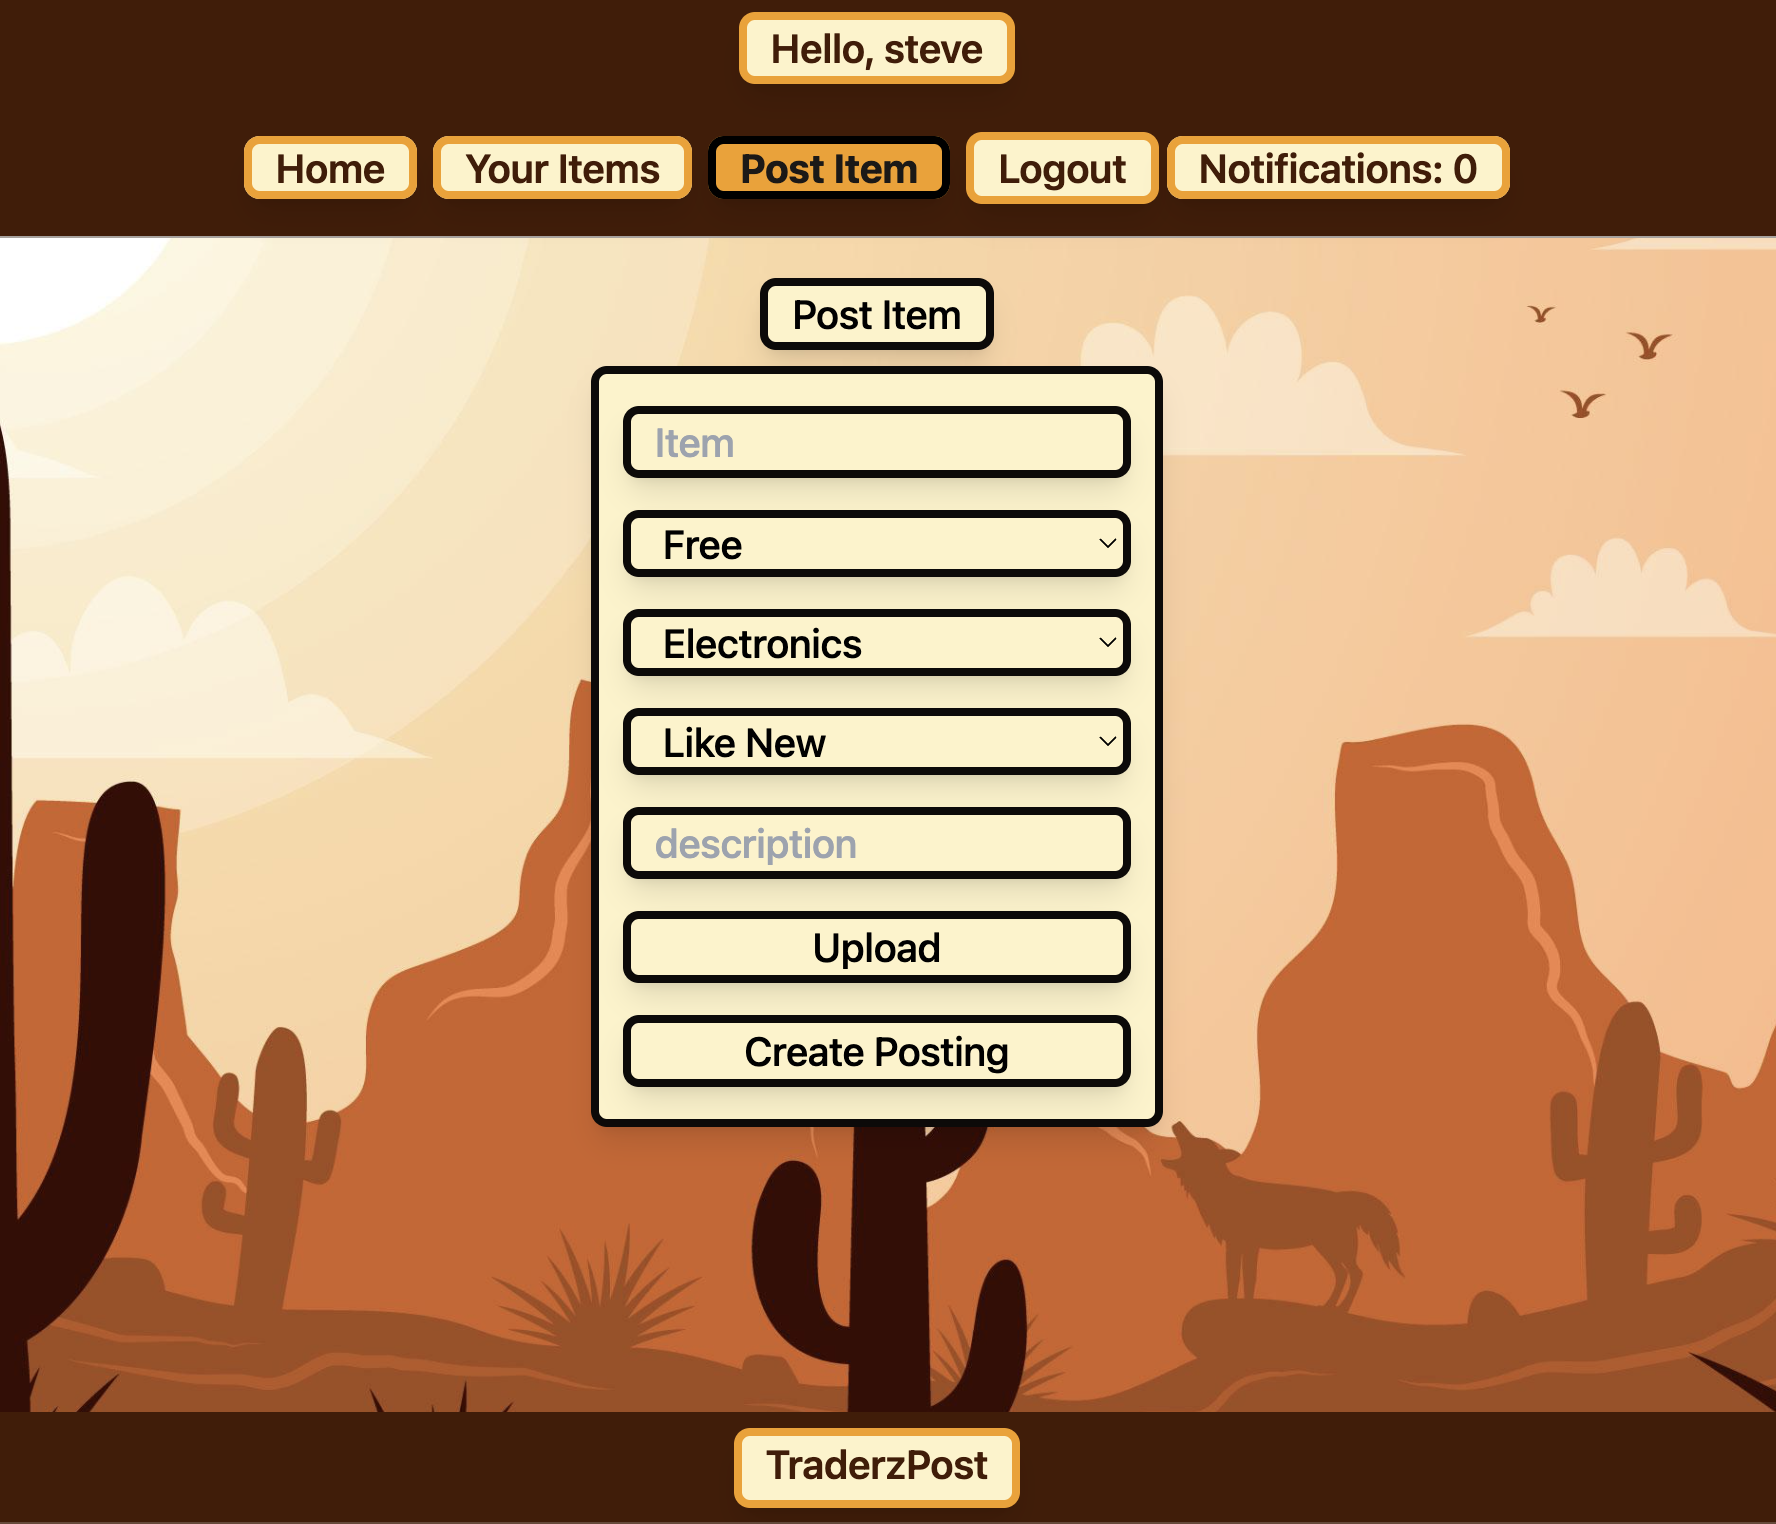 Hello, steve
Home Your Items Post Item Logout Notifications: 0
Post Item
Item
Free
Electronics
Like New
description
Upload
Create Posting
TraderzPost